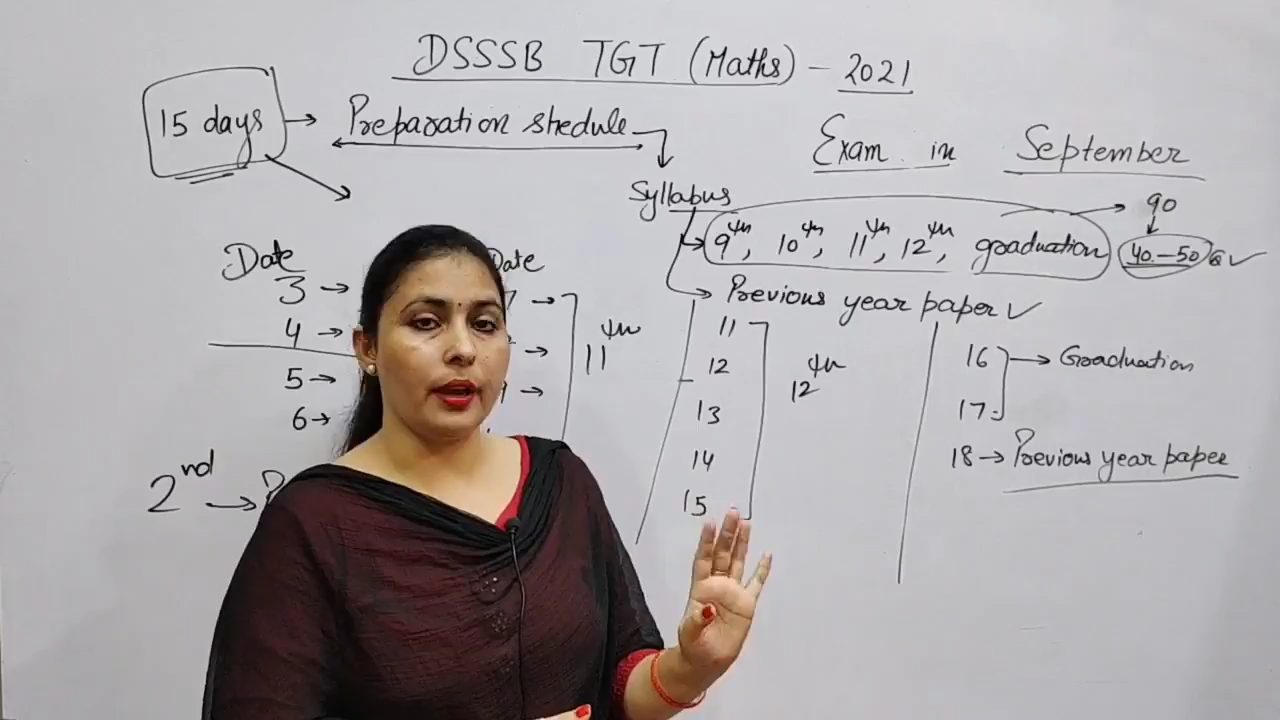 DSSSB TGT (Maths) - 2021
15 days → Preparation shedule
Exam in September
Syllabus
9th, 10th, 11th, 12th, graduation → 90
40-50
Previous year paper ✓
Date
3 →
4 →
5 →
6 →
2nd →
Date
7 →
11th
11
12
13
14
15
12th
16
17
→ Graduation
18 → Previous year paper